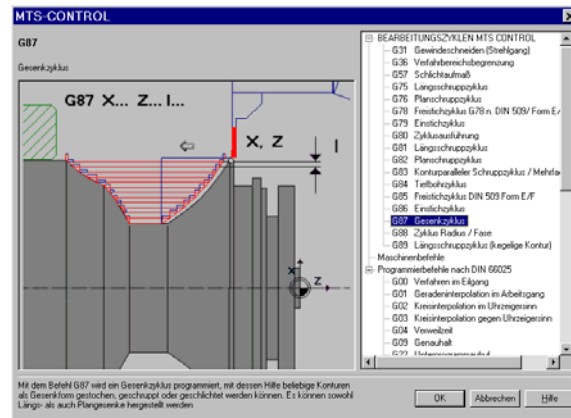 MTS-CONTROL
G87
Gesenkzyklus
G87 X... Z... I...
X, Z
I
X
Z
Mit dem Befehl G87 wird ein Gesenkzyklus programmiert, mit dessen Hilfe beliebige Konturen
als Gesenkform gestochen, geschruppt oder geschlichtet werden können. Es können sowohl
Längs- als auch Plangesenke hergestellt werden
BEARBEITUNGSZYKLEN MTS CONTROL
G31 Gewindeschneiden (Strehlgang)
G36 Verfahrbereichsbegrenzung
G57 Schlichtaufmaß
G75 Längsschruppzyklus
G76 Planschruppzyklus
G78 Freistichzyklus G78 n. DIN 509/ Form E/
G79 Einstichzyklus
G80 Zyklusausführung
G81 Längsschruppzyklus
G82 Planschruppzyklus
G83 Konturparalleler Schruppzyklus / Mehrfa
G84 Tiefbohrzyklus
G85 Freistichzyklus DIN 509 Form E/F
G86 Einstichzyklus
G87 Gesenkzyklus
G88 Zyklus Radius / Fase
G89 Längsschruppzyklus (kegelige Kontur)
Maschinenbefehle
Programmierbefehle nach DIN 66025
G00 Verfahren im Eilgang
G01 Geradeninterpolation im Arbeitsgang
G02 Kreisinterpolation im Uhrzeigersinn
G03 Kreisinterpolation gegen Uhrzeigersinn
G04 Verweilzeit
G09 Genauhalt
G22 Unterprogrammaufruf
OK Abbrechen Hilfe